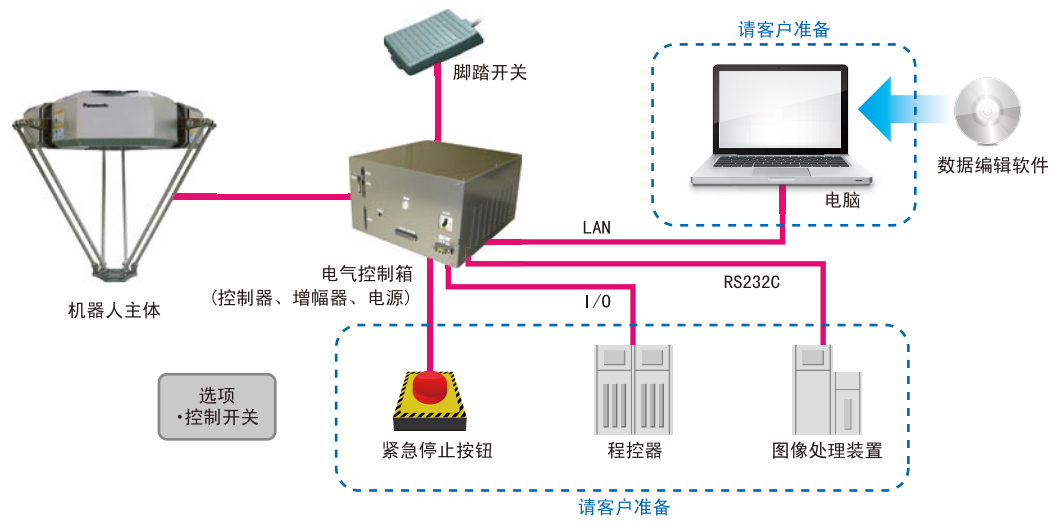 请客户准备
脚踏开关
Panasonic
数据编辑软件
电脑
LAN
电气控制箱
(控制器、增幅器、电源)
RS232C
I/O
机器人主体
选项
・控制开关
紧急停止按钮
程控器
图像处理装置
请客户准备